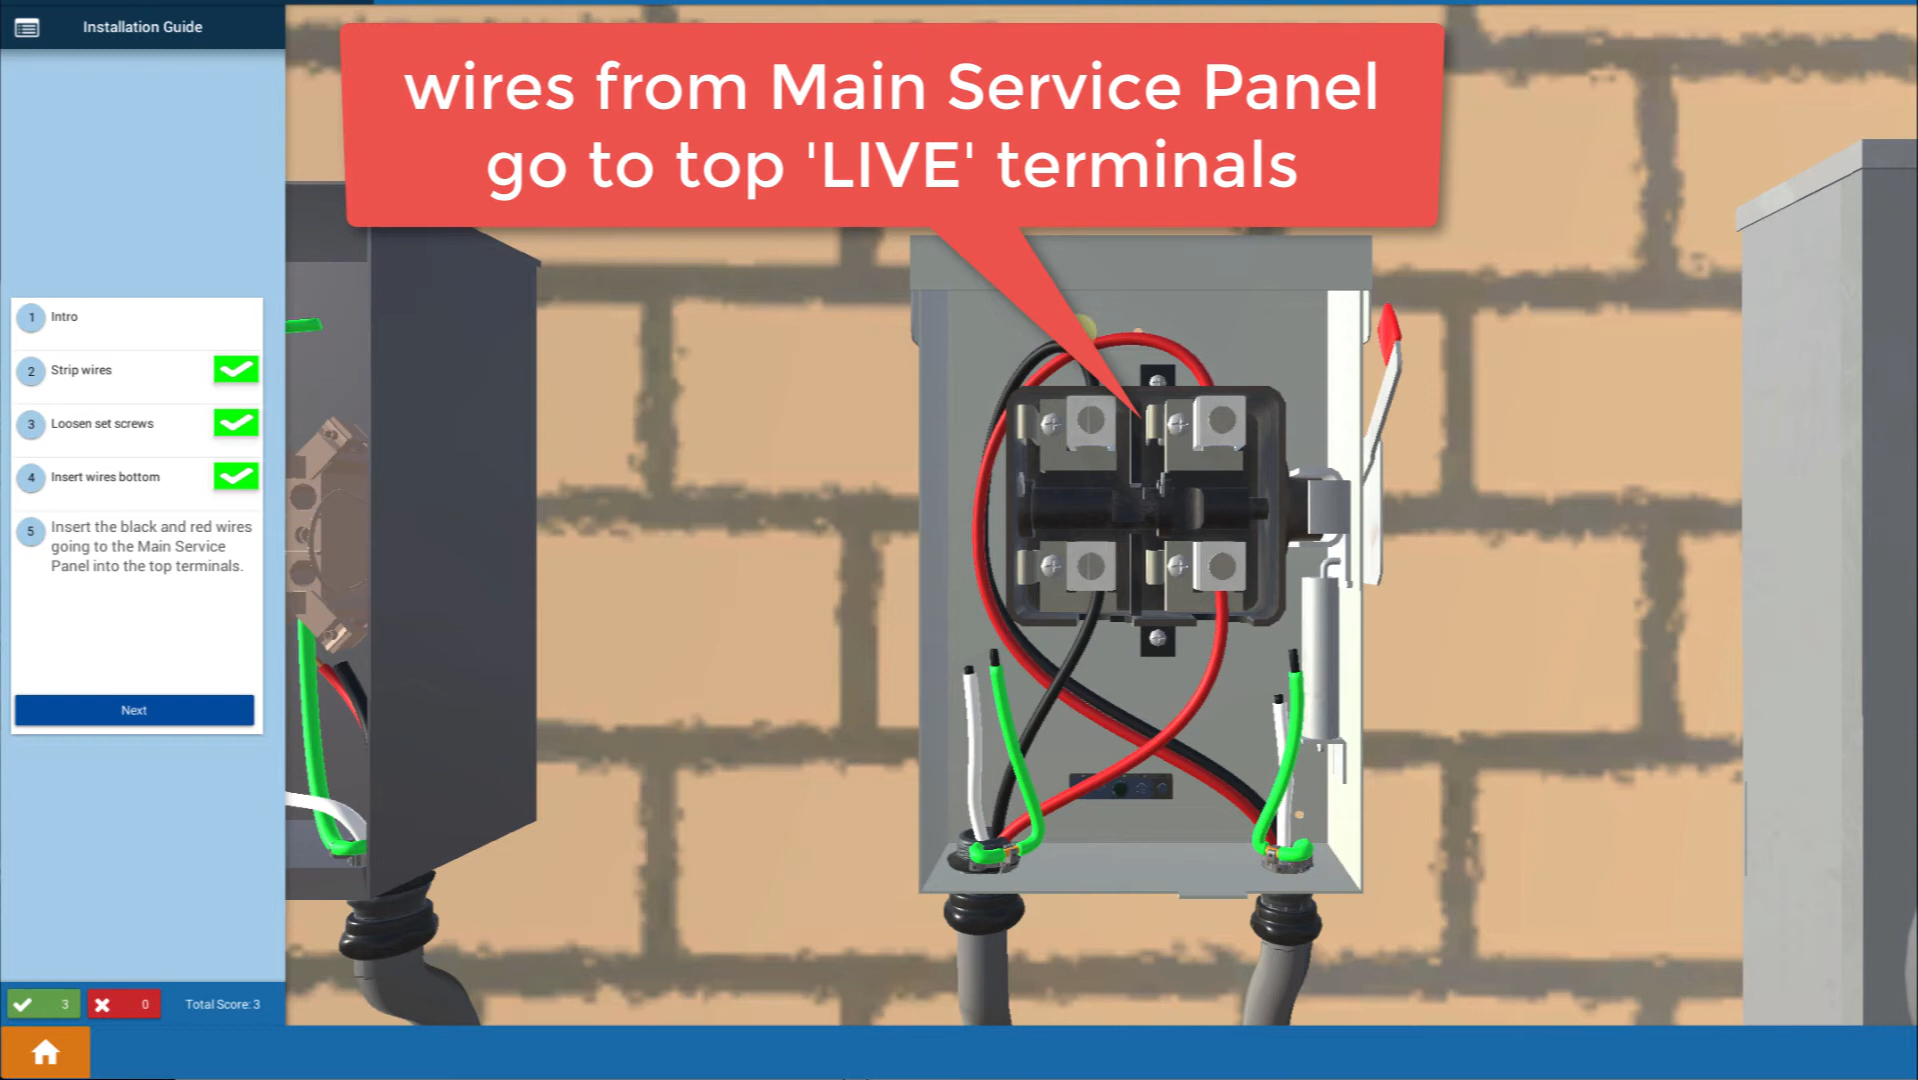 Installation Guide
wires from Main Service Panel
go to top 'LIVE' terminals
1 Intro
2 Strip wires
3 Loosen set screws
4 Insert wires bottom
5 Insert the black and red wires
going to the Main Service
Panel into the top terminals.
Next
3 0 Total Score: 3